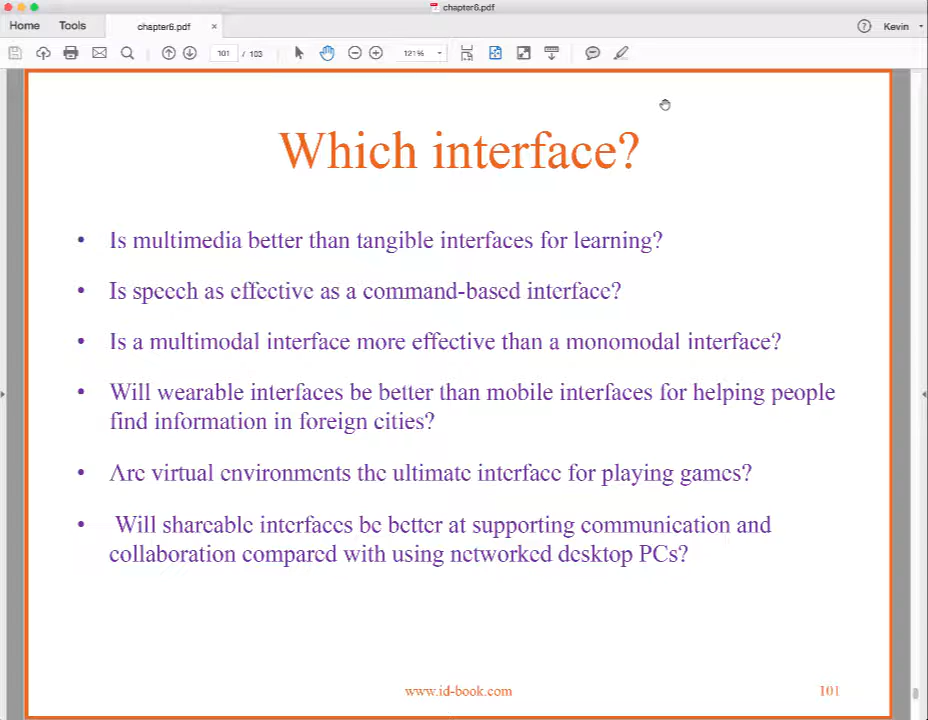 chapter6.pdf
Home Tools chapter6.pdf × ? Kevin
101 / 103 121%
Which interface?
• Is multimedia better than tangible interfaces for learning?
• Is speech as effective as a command-based interface?
• Is a multimodal interface more effective than a monomodal interface?
• Will wearable interfaces be better than mobile interfaces for helping people
find information in foreign cities?
• Are virtual environments the ultimate interface for playing games?
• Will shareable interfaces be better at supporting communication and
collaboration compared with using networked desktop PCs?
www.id-book.com 101